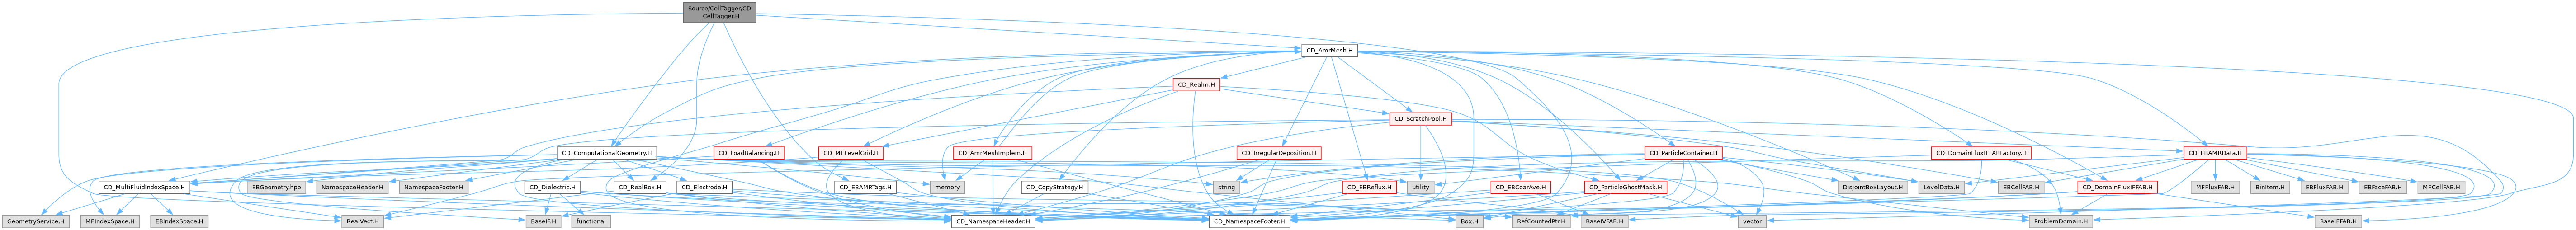 Source/CellTagger/CD
_CellTagger.H
CD_AmrMesh.H
CD_Realm.H
CD_ScratchPool.H
CD_ComputationalGeometry.H
CD_LoadBalancing.H
CD_MFLevelGrid.H
CD_AmrMeshImplem.H
CD_IrregularDeposition.H
CD_ParticleContainer.H
CD_DomainFluxIFFABFactory.H
CD_EBAMRData.H
CD_MultiFluidIndexSpace.H
EBGeometry.hpp
NamespaceHeader.H
NamespaceFooter.H
CD_Dielectric.H
CD_RealBox.H
CD_Electrode.H
CD_EBAMRTags.H
memory
CD_CopyStrategy.H
string
CD_EBReflux.H
utility
CD_EBCoarAve.H
CD_ParticleGhostMask.H
DisjointBoxLayout.H
LevelData.H
EBCellFAB.H
CD_DomainFluxIFFAB.H
MFFluxFAB.H
BinItem.H
EBFluxFAB.H
EBFaceFAB.H
MFCellFAB.H
GeometryService.H
MFIndexSpace.H
EBIndexSpace.H
RealVect.H
BaseIF.H
functional
CD_NamespaceHeader.H
CD_NamespaceFooter.H
Box.H
RefCountedPtr.H
BaseIVFAB.H
vector
ProblemDomain.H
BaseIFFAB.H